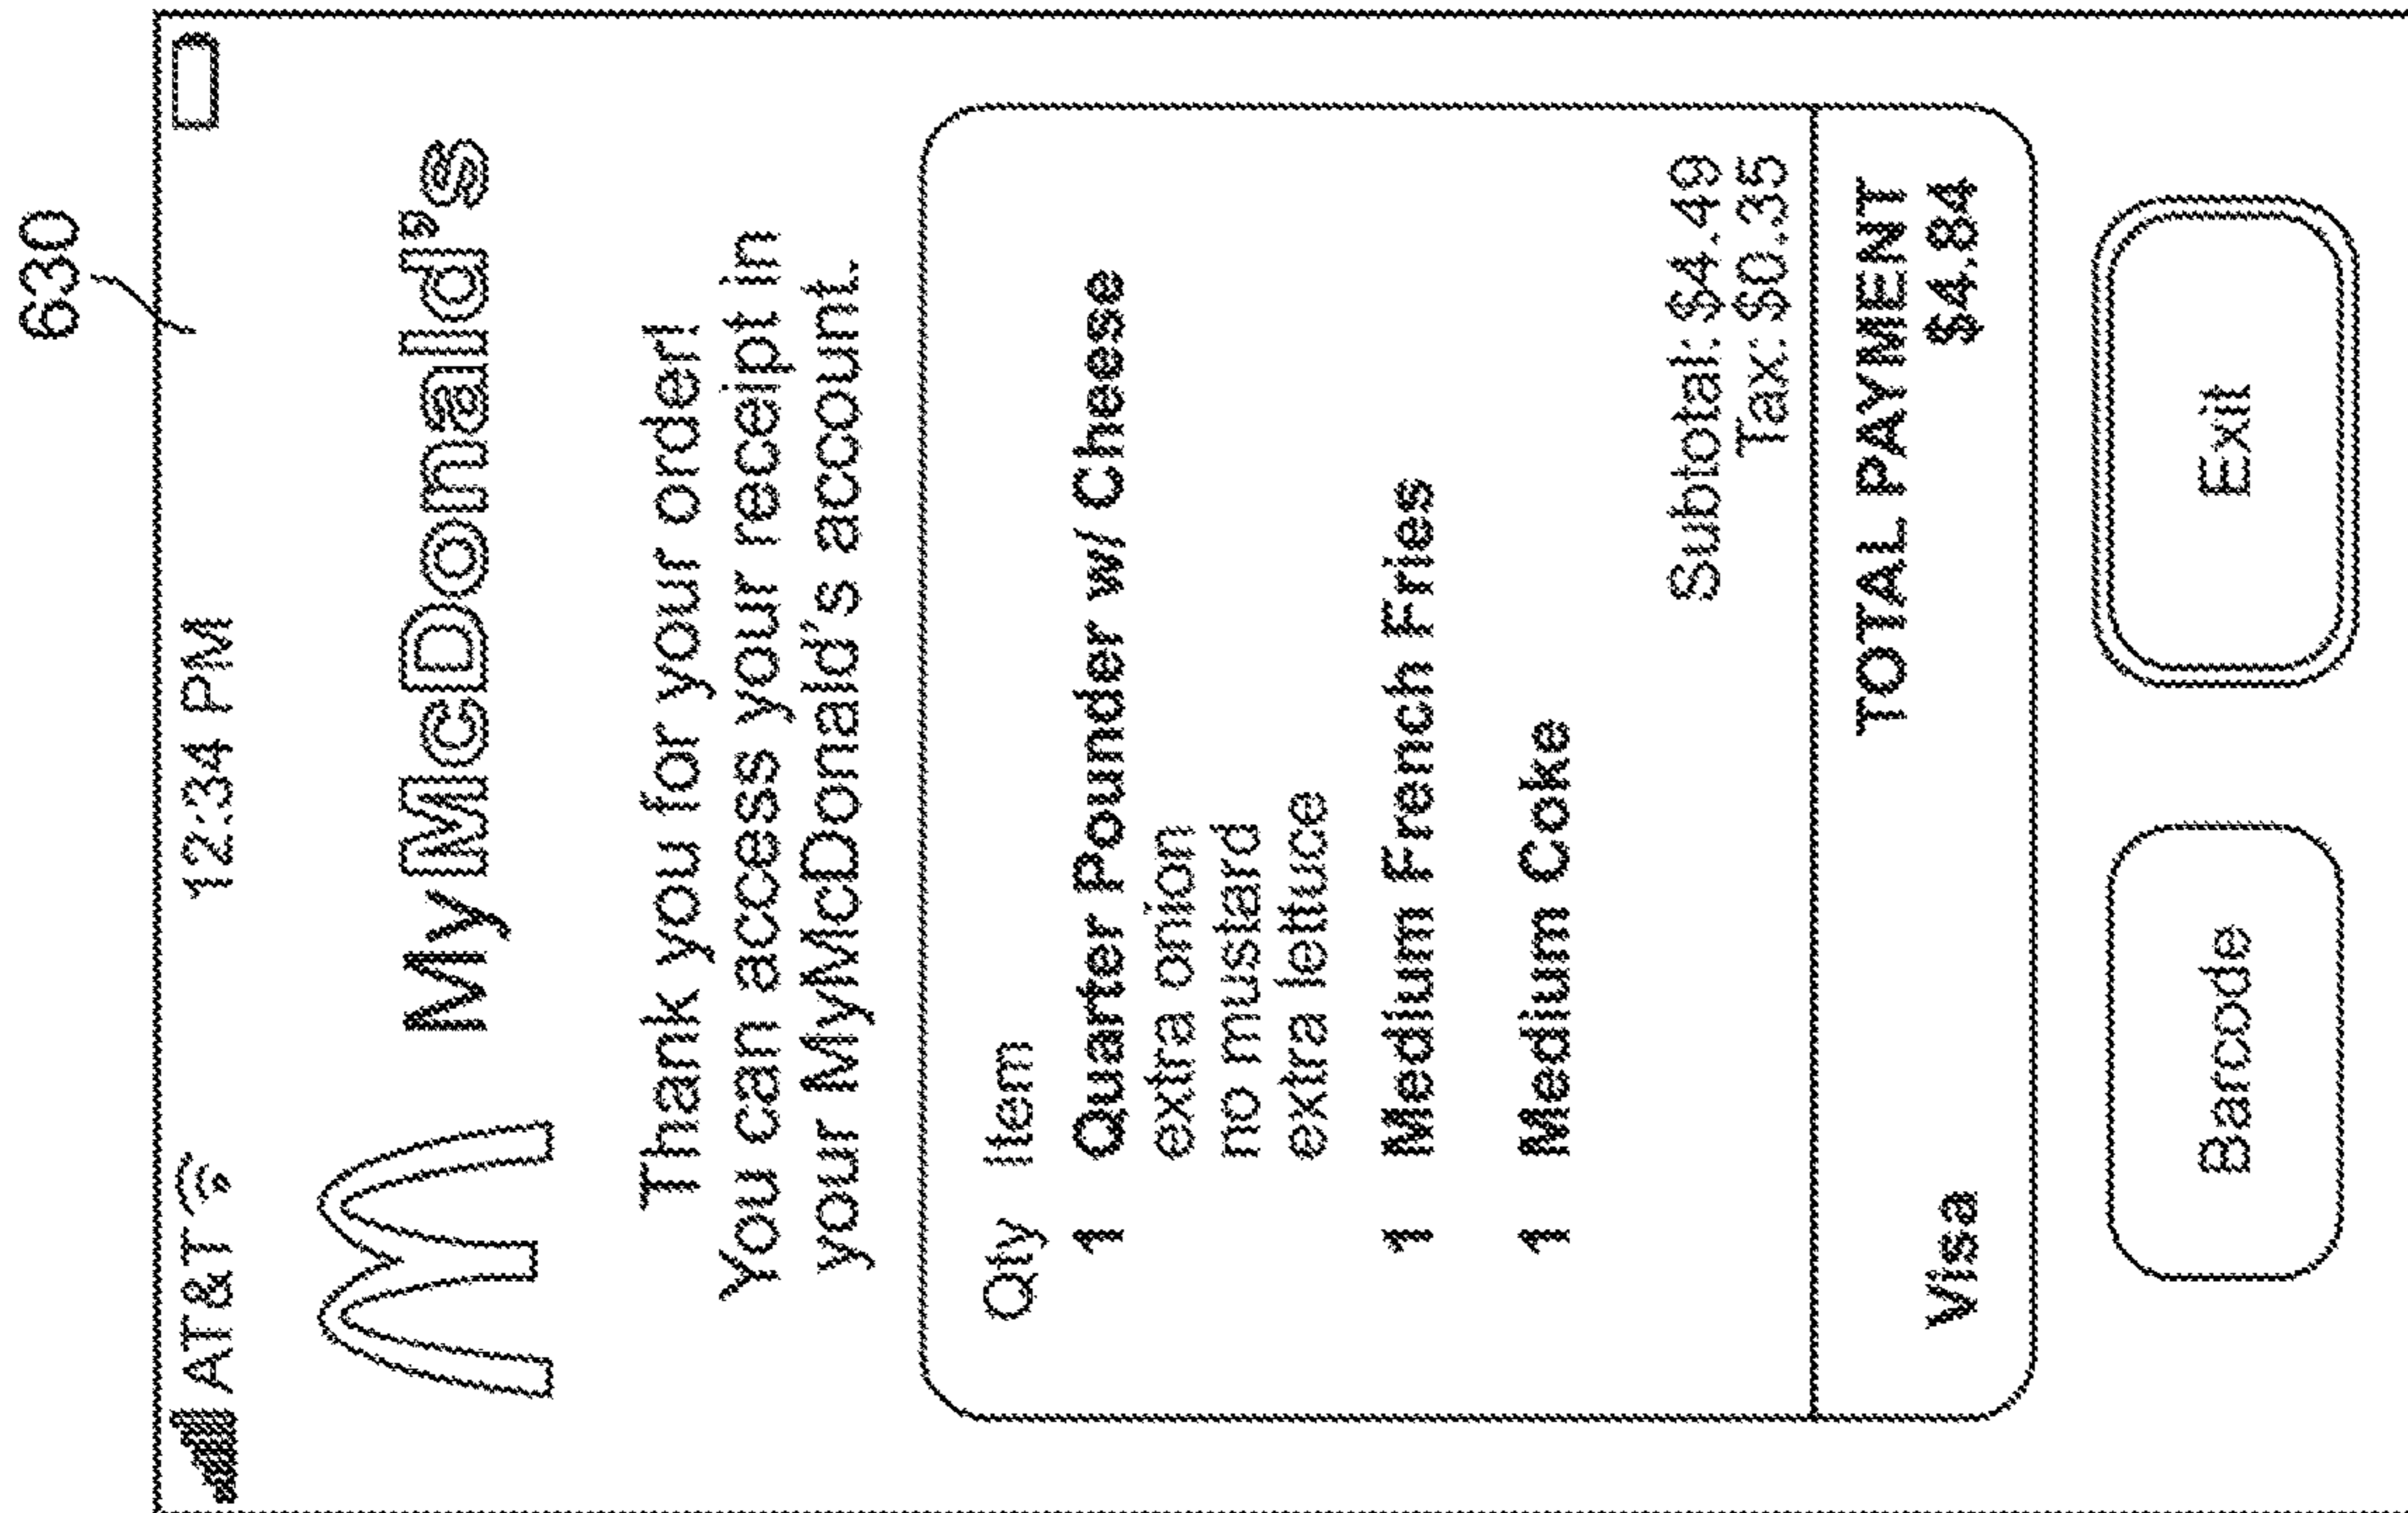 630
AT&T 12:34 PM
MyMcDonald's
Thank you for your order!
You can access your receipt in
your MyMcDonald's account.
Qty Item
1 Quarter Pounder w/ Cheese
extra onion
no mustard
extra lettuce
1 Medium French Fries
1 Medium Coke
Subtotal: $4.49
Tax: $0.35
TOTAL PAYMENT
Visa $4.84
Barcode Exit